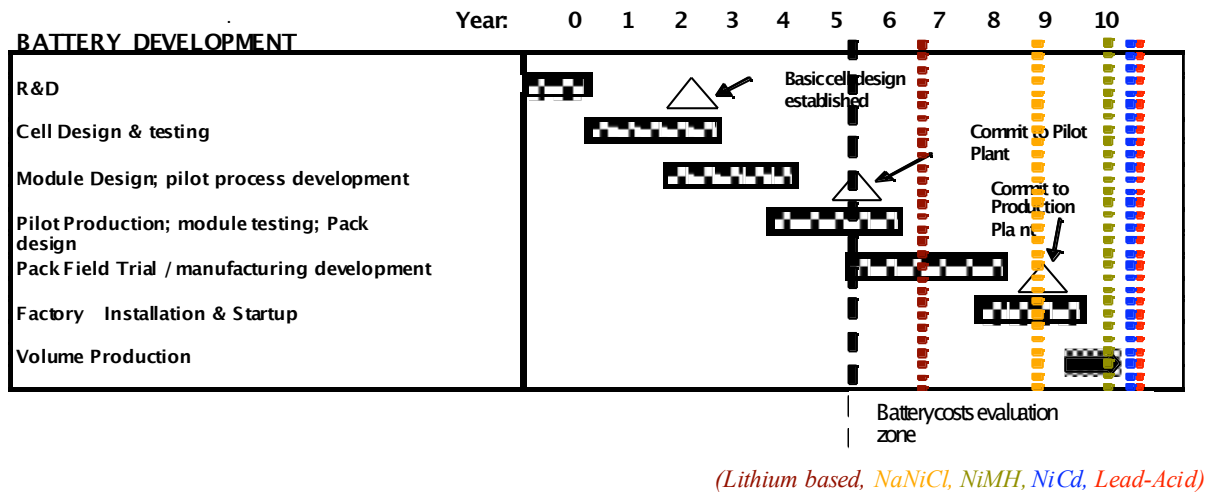 Year: 0 1 2 3 4 5 6 7 8 9 10
BATTERY DEVELOPMENT
R&D
Basic cell design
established
Cell Design & testing
Commit to Pilot
Plant
Module Design; pilot process development
Commit to
Production
Plant
Pilot Production; module testing; Pack
design
Pack Field Trial / manufacturing development
Factory Installation & Startup
Volume Production
Battery costs evaluation
zone
(Lithium based, NaNiCl, NiMH, NiCd, Lead-Acid)